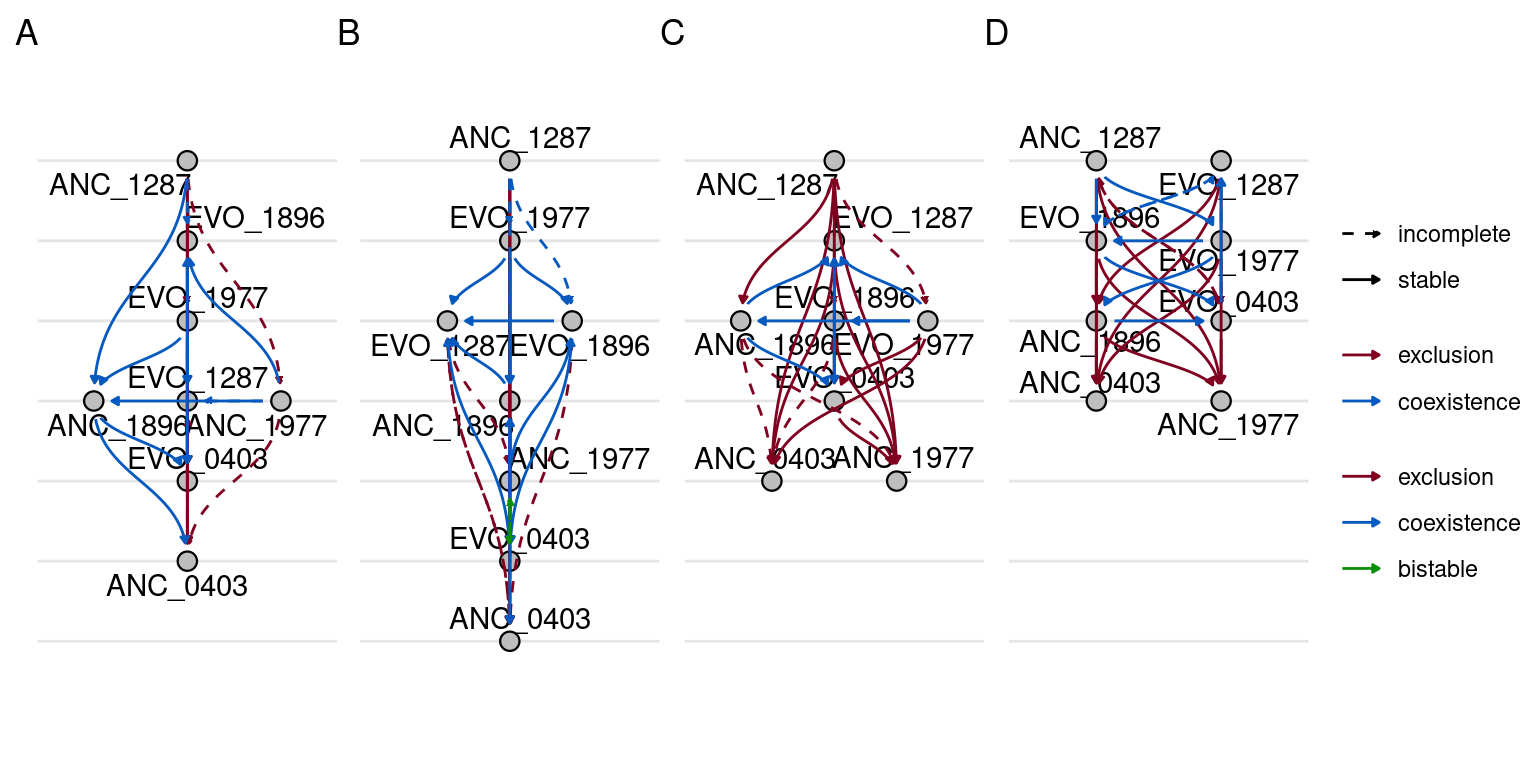 A
B
C
D
ANC_1287
EVO_1896
EVO_1977
EVO_1287
ANC_1896
ANC_1977
EVO_0403
ANC_0403
ANC_1287
EVO_1977
EVO_1287
EVO_1896
ANC_1896
ANC_1977
EVO_0403
ANC_0403
ANC_1287
EVO_1287
EVO_1896
ANC_1896
EVO_1977
EVO_0403
ANC_0403
ANC_1977
ANC_1287
EVO_1287
EVO_1896
EVO_1977
EVO_0403
ANC_1896
ANC_0403
ANC_1977
incomplete
stable
exclusion
coexistence
exclusion
coexistence
bistable